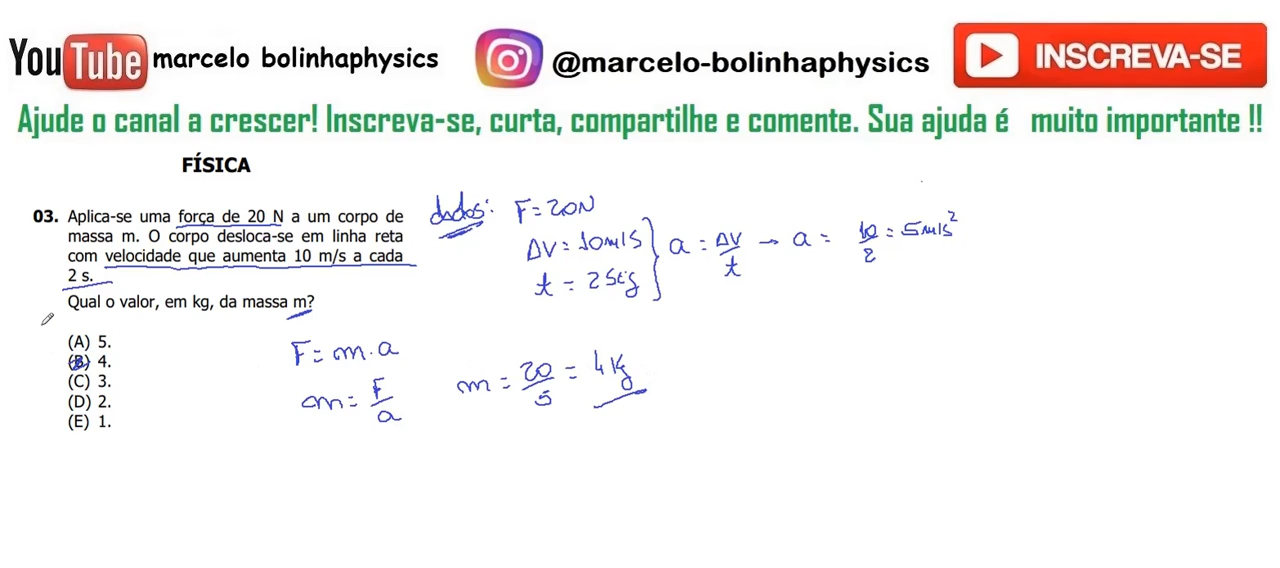 YouTube marcelo bolinhaphysics @marcelo-bolinhaphysics INSCREVA-SE
Ajude o canal a crescer! Inscreva-se, curta, compartilhe e comente. Sua ajuda é muito importante !!
FÍSICA
03. Aplica-se uma força de 20 N a um corpo de
massa m. O corpo desloca-se em linha reta
com velocidade que aumenta 10 m/s a cada
2 s.
Qual o valor, em kg, da massa m?
(A) 5.
(B) 4.
(C) 3.
(D) 2.
(E) 1.
dados: F = 20N
ΔV = 10m/s
t = 2 seg
a = ΔV/t → a = 10/2 = 5m/s²
F = m.a
m = F/a
m = 20/5 = 4Kg